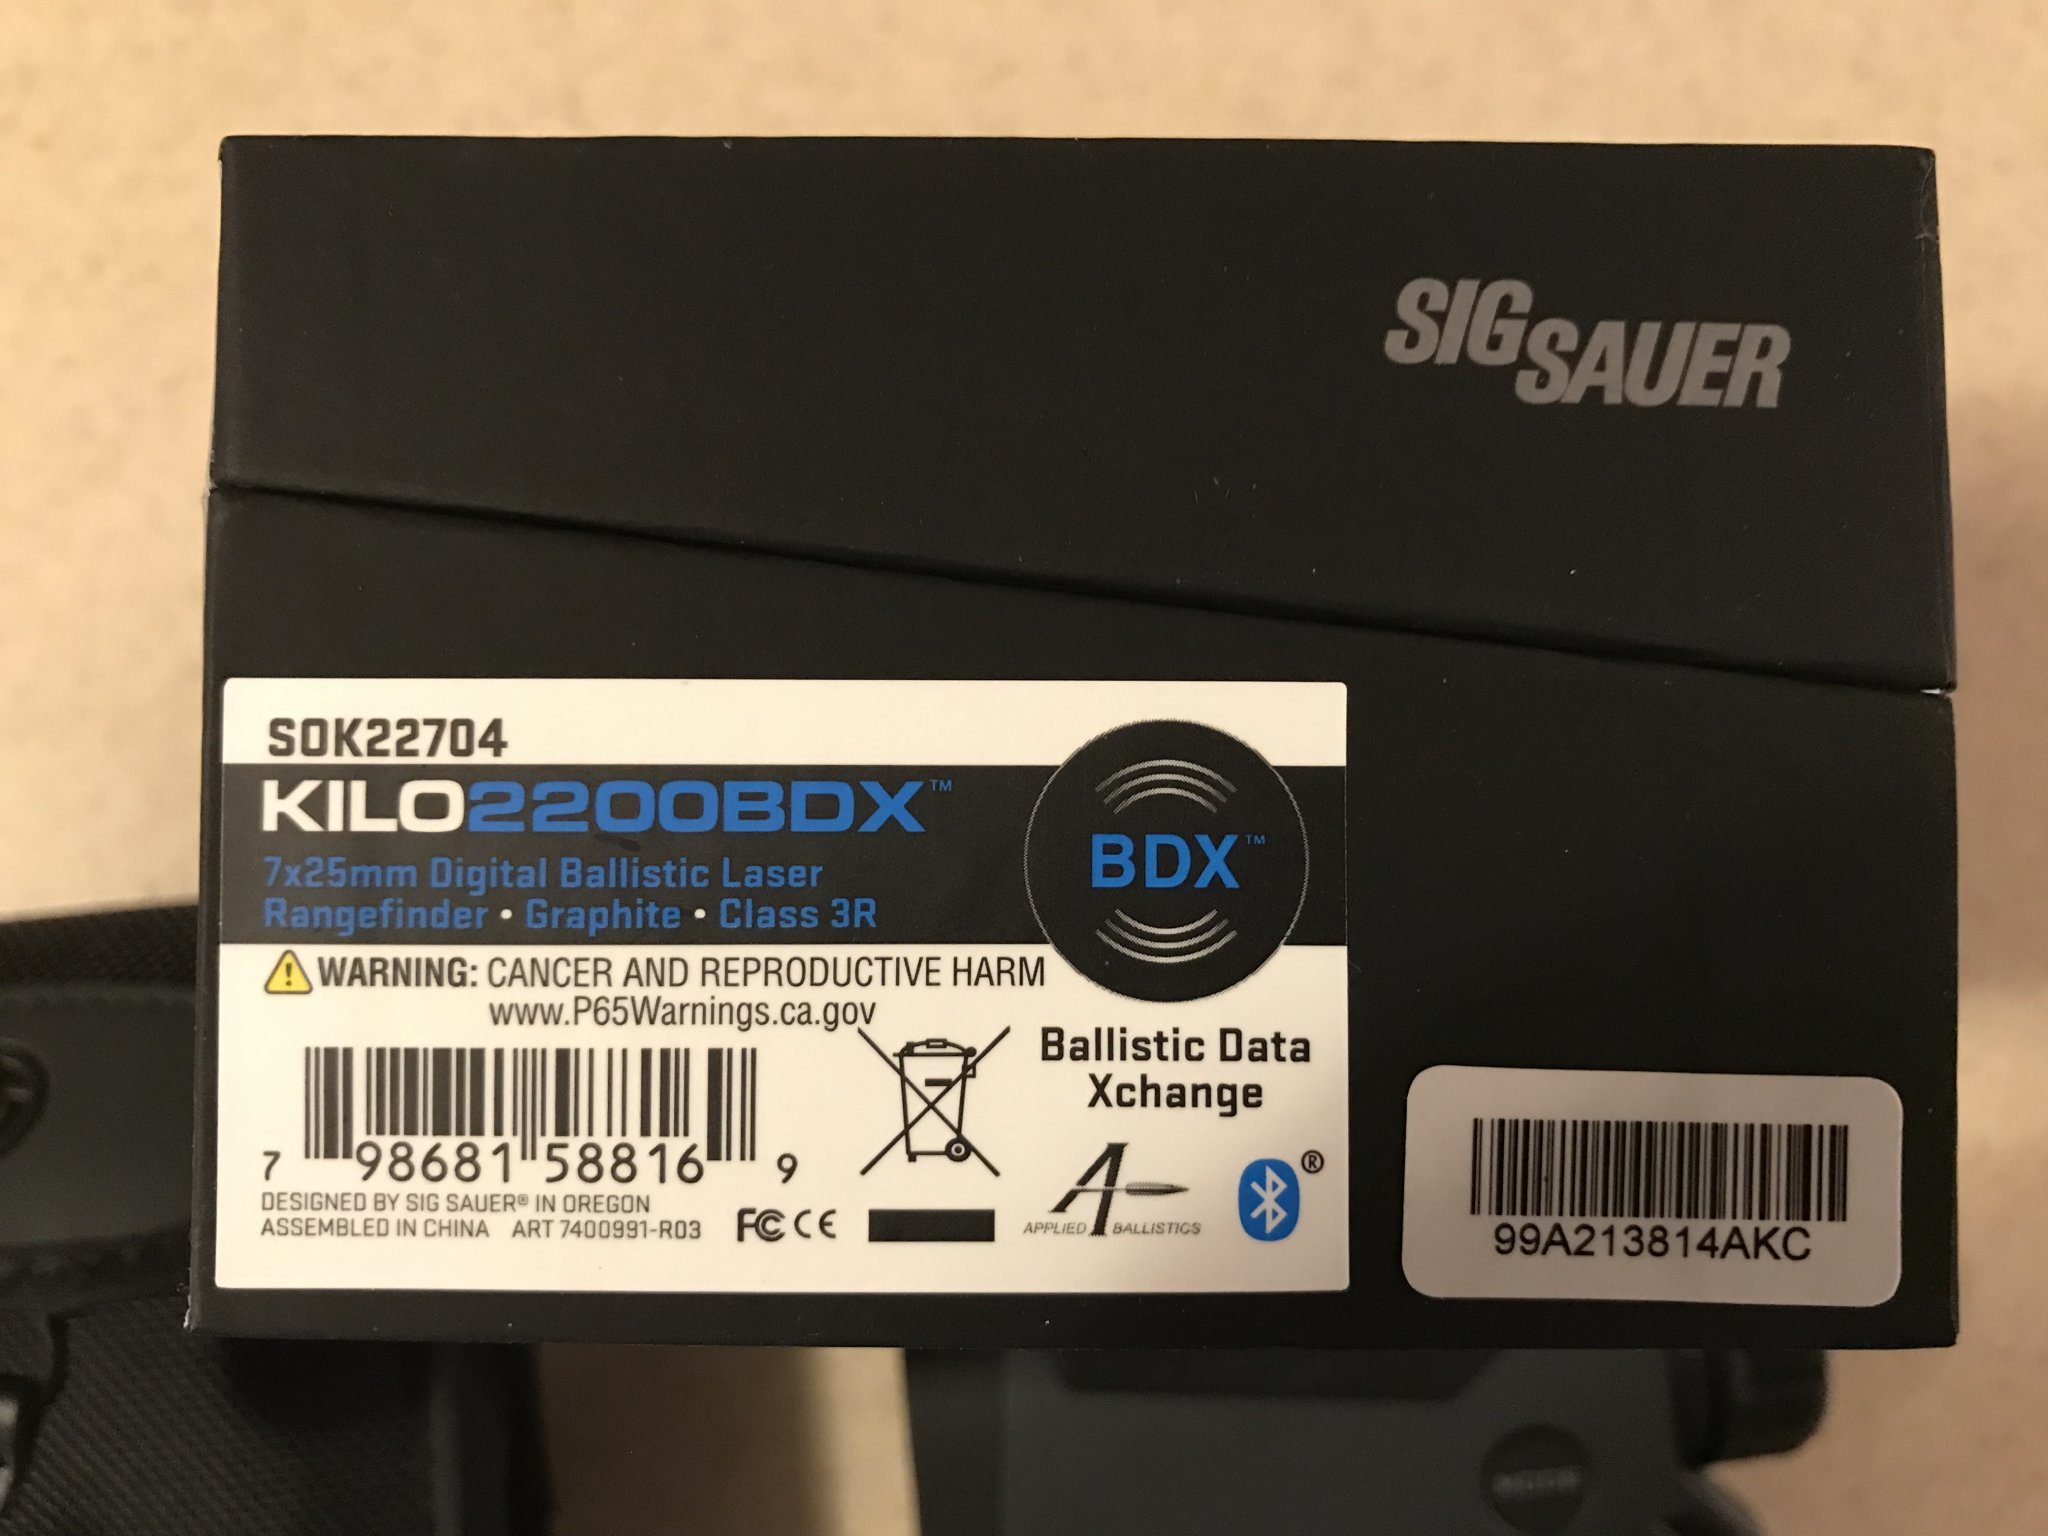 SIG SAUER
SOK22704
KILO2200BDX™
7x25mm Digital Ballistic Laser
Rangefinder • Graphite • Class 3R
BDX™
WARNING: CANCER AND REPRODUCTIVE HARM
www.P65Warnings.ca.gov
Ballistic Data
Xchange
7 98681 58816 9
DESIGNED BY SIG SAUER® IN OREGON
ASSEMBLED IN CHINA ART 7400991-R03
FC CE
APPLIED BALLISTICS
®
99A213814AKC